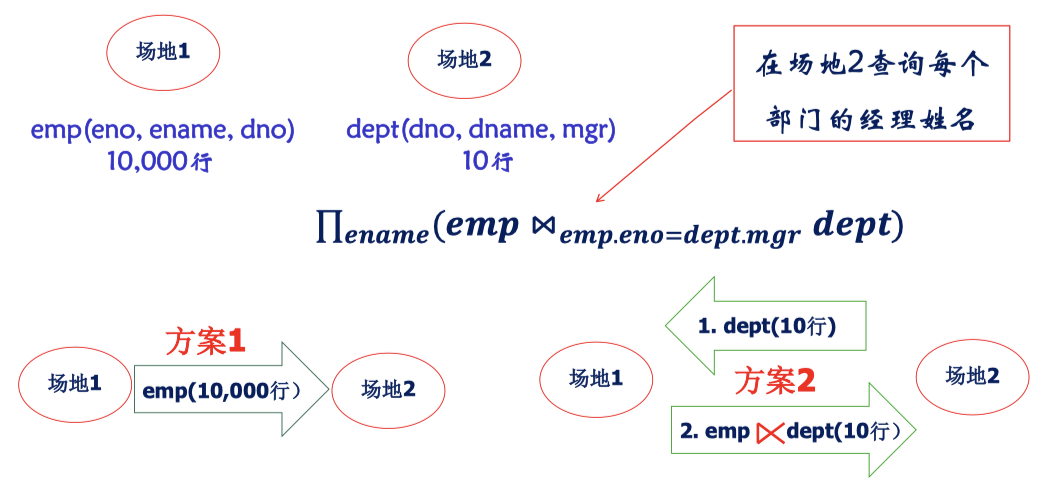 场地1
场地2
在场地2查询每个
部门的经理姓名
emp(eno, ename, dno)
10,000行
dept(dno, dname, mgr)
10行
∏ename(emp ⋈emp.eno=dept.mgr dept)
方案1
场地1
emp(10,000行）
场地2
1. dept(10行)
场地1
方案2
场地2
2. emp ⋈ dept(10行）